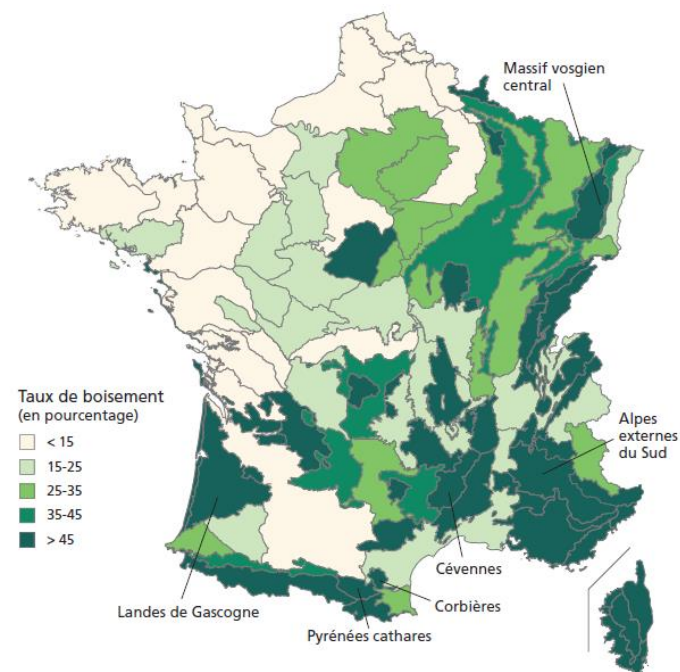 Massif vosgien
central
Taux de boisement
(en pourcentage)
< 15
15-25
25-35
35-45
> 45
Alpes
externes
du Sud
Cévennes
Landes de Gascogne
Corbières
Pyrénées cathares